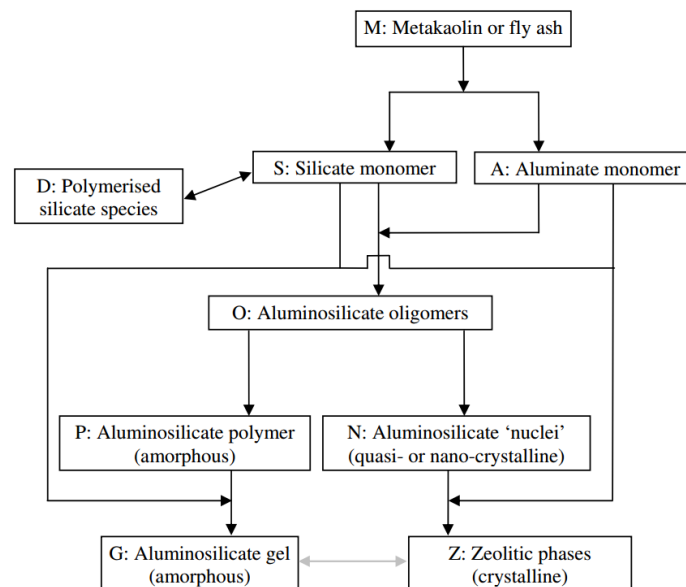 M: Metakaolin or fly ash
S: Silicate monomer
A: Aluminate monomer
D: Polymerised
silicate species
O: Aluminosilicate oligomers
P: Aluminosilicate polymer
(amorphous)
N: Aluminosilicate ‘nuclei’
(quasi- or nano-crystalline)
G: Aluminosilicate gel
(amorphous)
Z: Zeolitic phases
(crystalline)